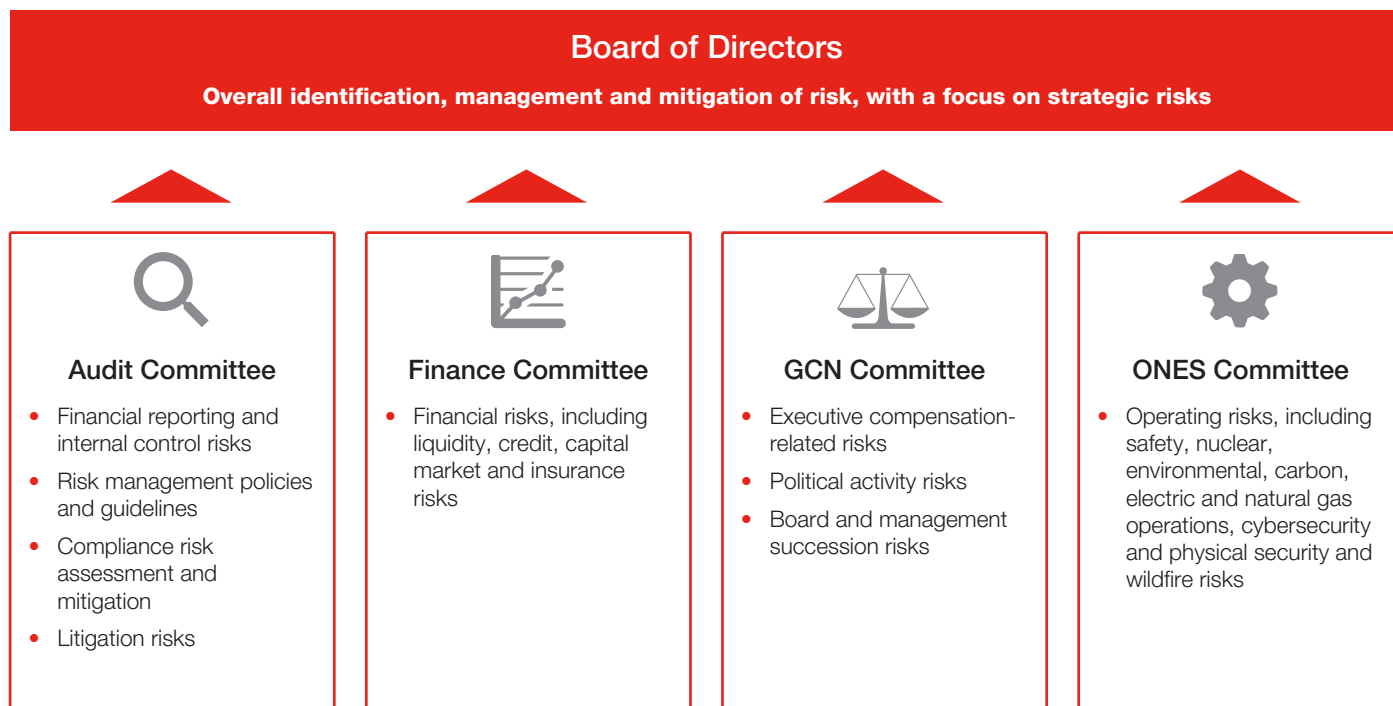 Board of Directors
Overall identification, management and mitigation of risk, with a focus on strategic risks
Audit Committee
• Financial reporting and
internal control risks
• Risk management policies
and guidelines
• Compliance risk
assessment and
mitigation
• Litigation risks
Finance Committee
• Financial risks, including
liquidity, credit, capital
market and insurance
risks
GCN Committee
• Executive compensation-
related risks
• Political activity risks
• Board and management
succession risks
ONES Committee
• Operating risks, including
safety, nuclear,
environmental, carbon,
electric and natural gas
operations, cybersecurity
and physical security and
wildfire risks